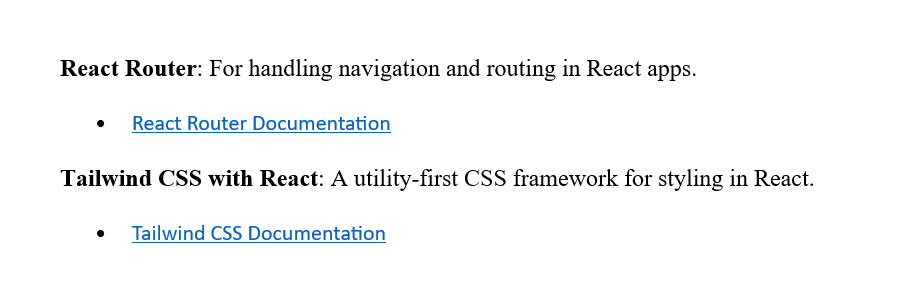 React Router: For handling navigation and routing in React apps.
• React Router Documentation
Tailwind CSS with React: A utility-first CSS framework for styling in React.
• Tailwind CSS Documentation